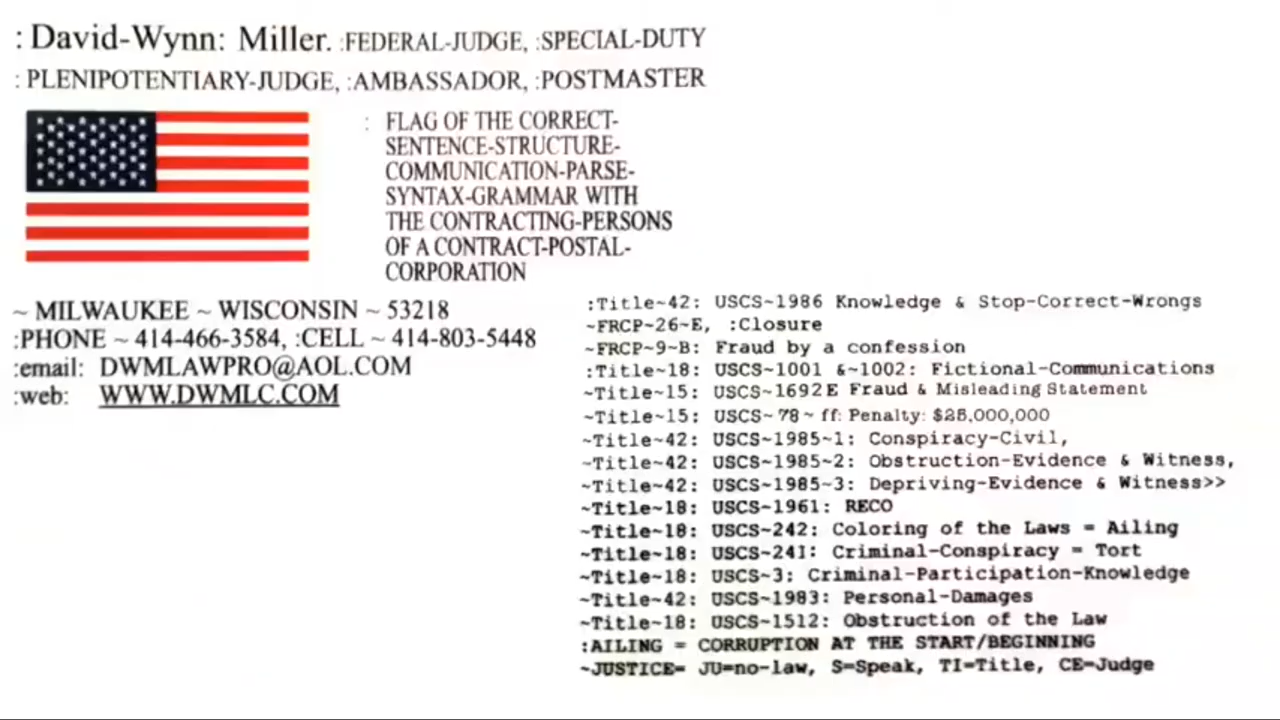 : David-Wynn: Miller. :FEDERAL-JUDGE, :SPECIAL-DUTY
: PLENIPOTENTIARY-JUDGE, :AMBASSADOR, :POSTMASTER
: FLAG OF THE CORRECT-
SENTENCE-STRUCTURE-
COMMUNICATION-PARSE-
SYNTAX-GRAMMAR WITH
THE CONTRACTING-PERSONS
OF A CONTRACT-POSTAL-
CORPORATION
~ MILWAUKEE ~ WISCONSIN ~ 53218
:PHONE ~ 414-466-3584, :CELL ~ 414-803-5448
:email: DWMLAWPRO@AOL.COM
:web: WWW.DWMLC.COM
:Title~42: USCS~1986 Knowledge & Stop-Correct-Wrongs
~FRCP~26~E, :Closure
~FRCP~9~B: Fraud by a confession
:Title~18: USCS~1001 &~1002: Fictional-Communications
~Title~15: USCS~1692E Fraud & Misleading Statement
~Title~15: USCS~ 78 ~ ff: Penalty: $25,000,000
~Title~42: USCS~1985~1: Conspiracy-Civil,
~Title~42: USCS~1985~2: Obstruction-Evidence & Witness,
~Title~42: USCS~1985~3: Depriving-Evidence & Witness>>
~Title~18: USCS~1961: RECO
~Title~18: USCS~242: Coloring of the Laws = Ailing
~Title~18: USCS~241: Criminal-Conspiracy = Tort
~Title~18: USCS~3: Criminal-Participation-Knowledge
~Title~42: USCS~1983: Personal-Damages
~Title~18: USCS~1512: Obstruction of the Law
:AILING = CORRUPTION AT THE START/BEGINNING
~JUSTICE= JU=no-law, S=Speak, TI=Title, CE=Judge